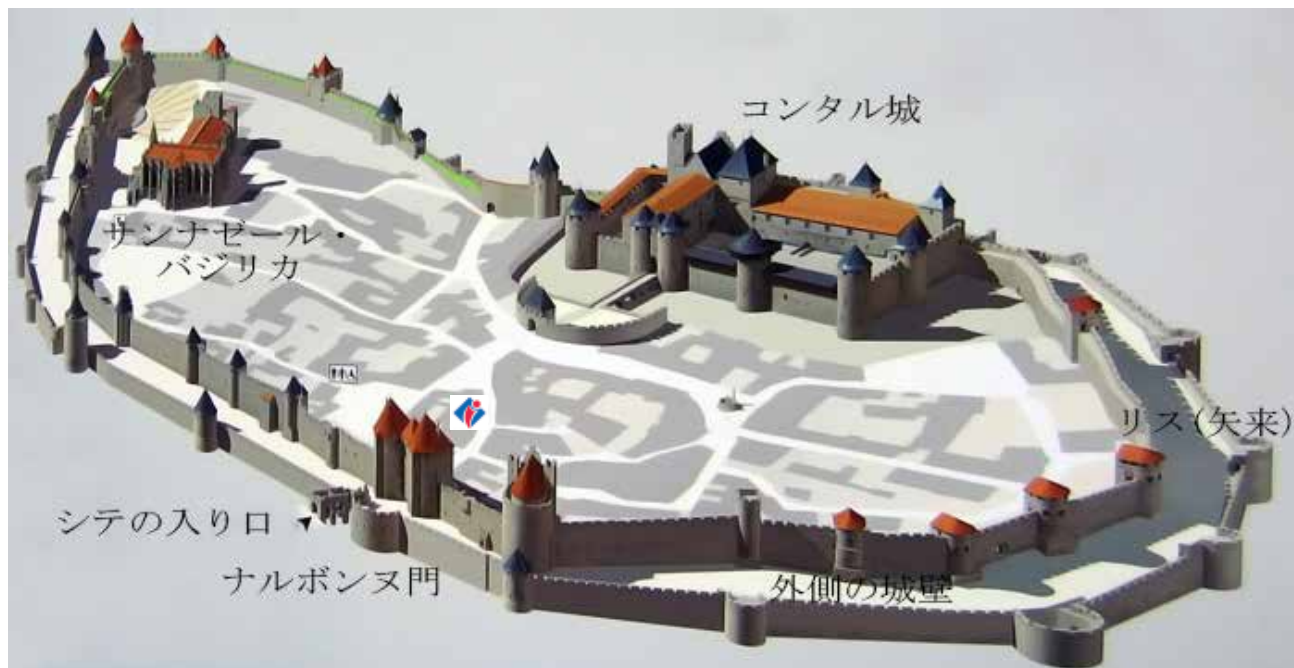 コンタル城
サンナゼール・
バジリカ
リス(矢来)
シテの入り口
ナルボンヌ門
外側の城壁